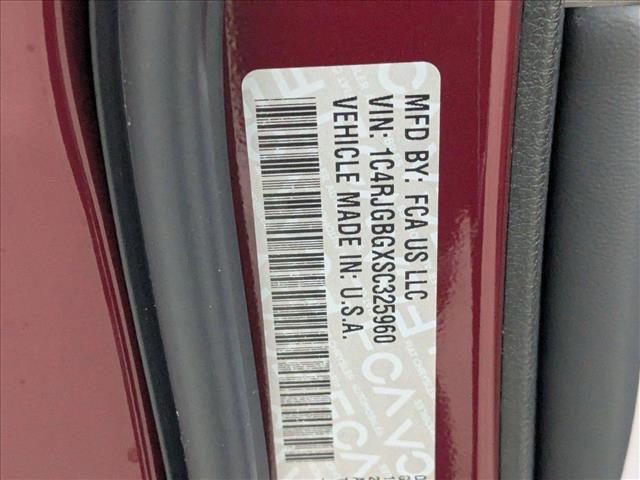 MFD BY: FCA US LLC
VIN: 1C4RJGBGXSC325960
VEHICLE MADE IN: U.S.A.